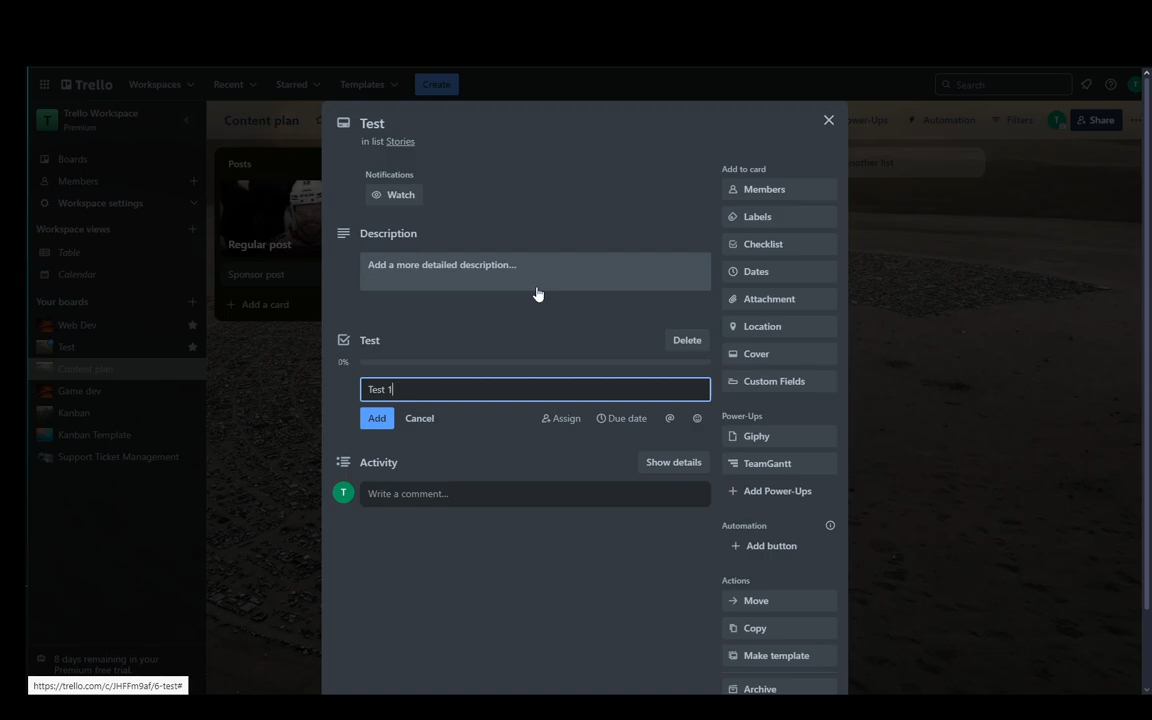 Trello Workspaces Recent Starred Templates Create Search
T Trello Workspace
Premium
Content plan
Power-Ups Automation Filters Share
Boards
Members
Workspace settings
Workspace views
Table
Calendar
Your boards
Web Dev
Test
Content plan
Game dev
Kanban
Kanban Template
Support Ticket Management
8 days remaining in your
Premium free trial.
https://trello.com/c/JHFFm9af/6-test#
Posts
Regular post
Sponsor post
+ Add a card
another list
Test
in list Stories
Notifications
Watch
Description
Add a more detailed description...
Test Delete
0%
Test 1
Add Cancel Assign Due date @
Activity Show details
T Write a comment...
Add to card
Members
Labels
Checklist
Dates
Attachment
Location
Cover
Custom Fields
Power-Ups
Giphy
TeamGantt
+ Add Power-Ups
Automation
+ Add button
Actions
Move
Copy
Make template
Archive